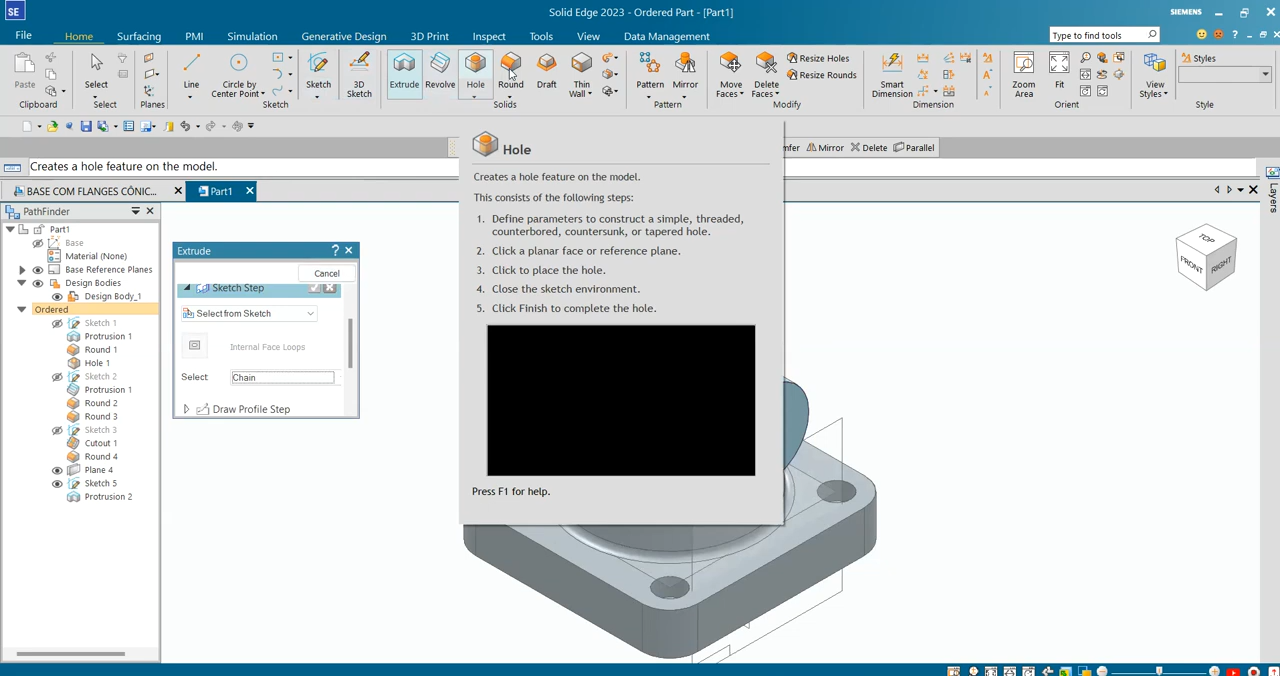 SE
Solid Edge 2023 - Ordered Part - [Part1]
SIEMENS
File Home Surfacing PMI Simulation Generative Design 3D Print Inspect Tools View Data Management
Type to find tools
Paste
Select
Line
Circle by Center Point
Sketch
3D Sketch
Extrude
Revolve
Hole
Round
Draft
Thin Wall
Pattern
Mirror
Move Faces
Delete Faces
Resize Holes
Resize Rounds
Smart Dimension
Zoom Area
Fit
View Styles
Styles
Clipboard Select Planes Sketch Solids Pattern Modify Dimension Orient Style
mfer Mirror Delete Parallel
Creates a hole feature on the model.
BASE COM FLANGES CÔNIC...
Part1
PathFinder
Part1
Base
Material (None)
Base Reference Planes
Design Bodies
Design Body_1
Ordered
Sketch 1
Protrusion 1
Round 1
Hole 1
Sketch 2
Protrusion 1
Round 2
Round 3
Sketch 3
Cutout 1
Round 4
Plane 4
Sketch 5
Protrusion 2
Extrude
Cancel
Sketch Step
Select from Sketch
Internal Face Loops
Select Chain
Draw Profile Step
Hole
Creates a hole feature on the model.
This consists of the following steps:
1. Define parameters to construct a simple, threaded,
counterbored, countersunk, or tapered hole.
2. Click a planar face or reference plane.
3. Click to place the hole.
4. Close the sketch environment.
5. Click Finish to complete the hole.
Press F1 for help.
TOP
FRONT
RIGHT
Layers